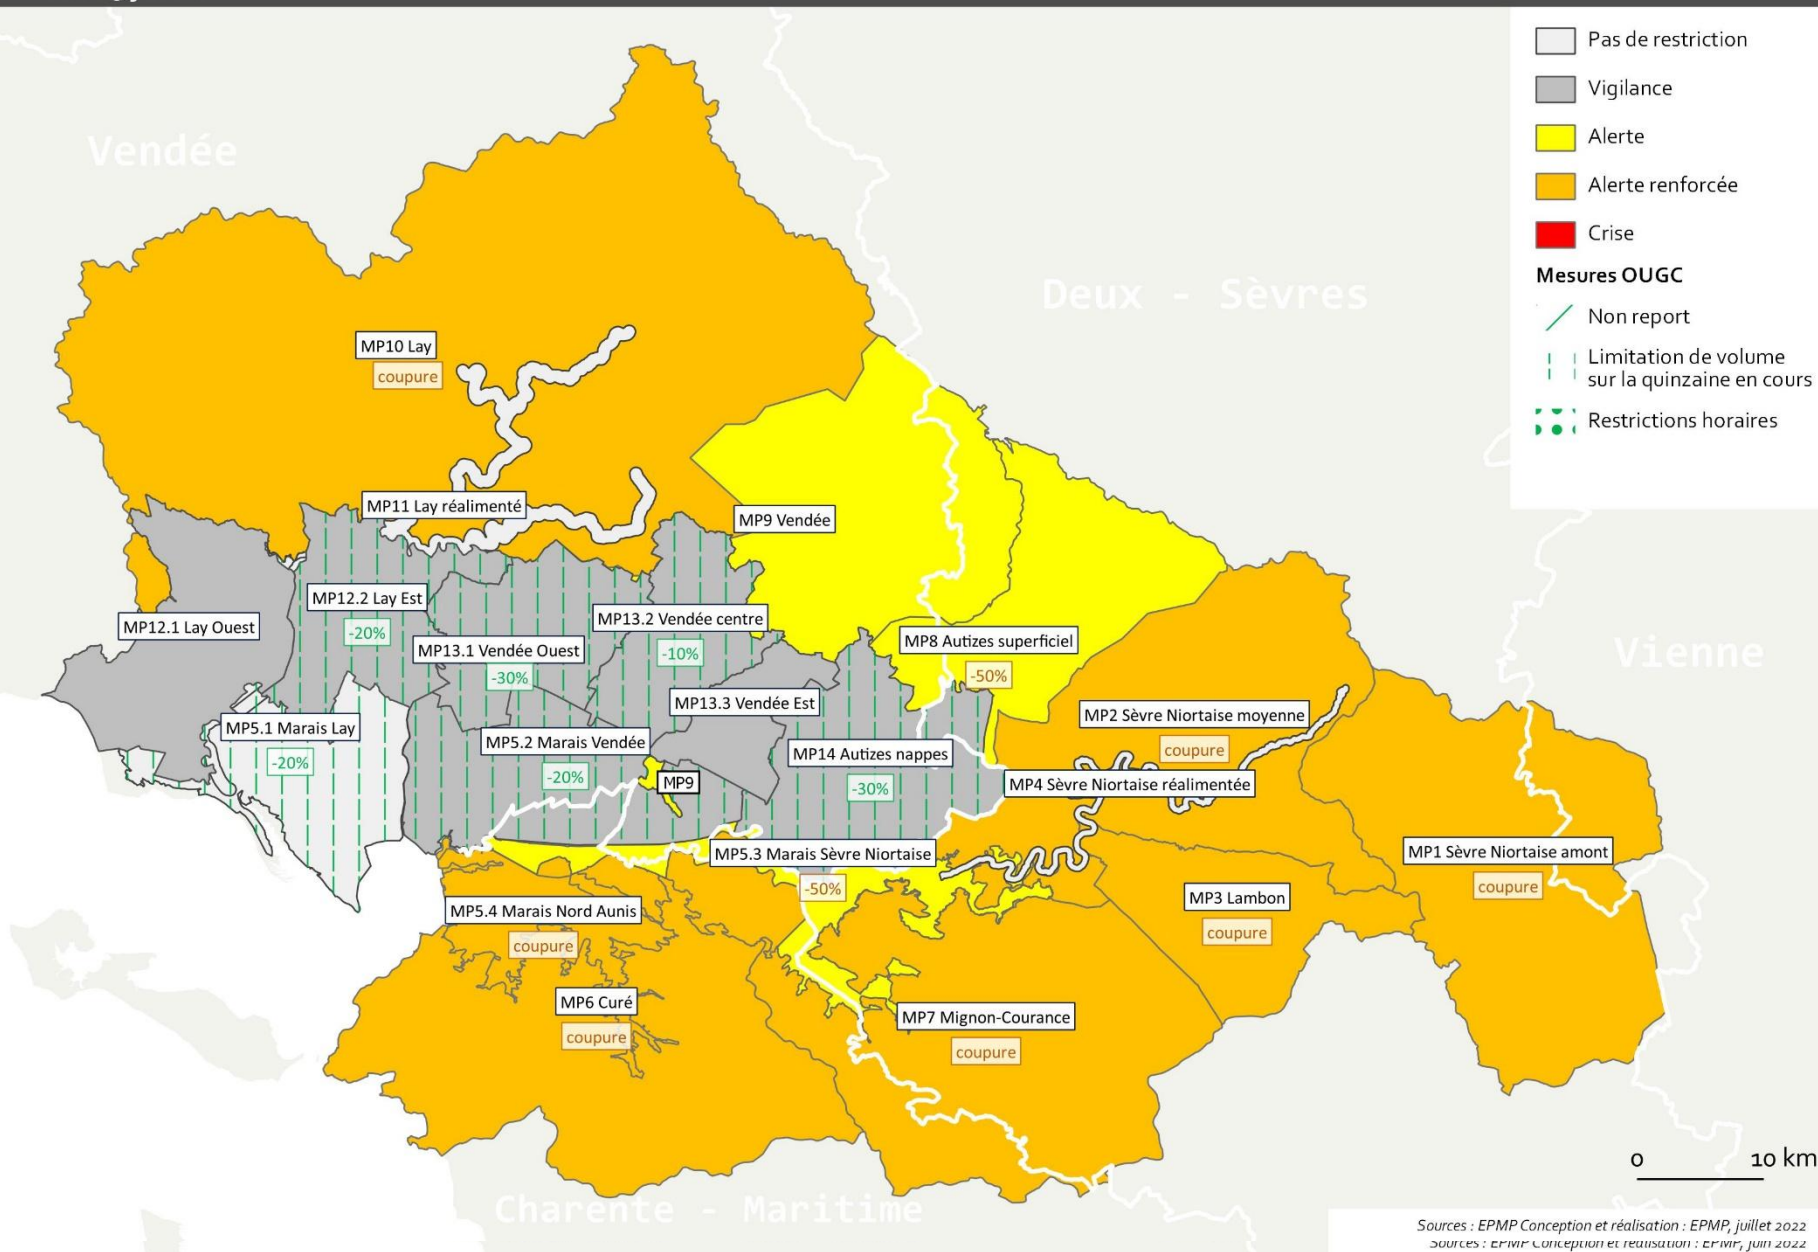 Pas de restriction
Vigilance
Alerte
Alerte renforcée
Crise
Mesures OUGC
Non report
Limitation de volume
sur la quinzaine en cours
Restrictions horaires
Vendée
Deux - Sèvres
Vienne
Charente - Maritime
MP10 Lay
coupure
MP11 Lay réalimenté
MP9 Vendée
MP12.2 Lay Est
-20%
MP12.1 Lay Ouest
MP13.2 Vendée centre
-10%
MP13.1 Vendée Ouest
-30%
MP8 Autizes superficiel
-50%
MP13.3 Vendée Est
MP5.1 Marais Lay
-20%
MP5.2 Marais Vendée
-20%
MP9
MP14 Autizes nappes
-30%
MP2 Sèvre Niortaise moyenne
coupure
MP4 Sèvre Niortaise réalimentée
MP5.3 Marais Sèvre Niortaise
-50%
MP1 Sèvre Niortaise amont
coupure
MP3 Lambon
coupure
MP5.4 Marais Nord Aunis
coupure
MP6 Curé
coupure
MP7 Mignon-Courance
coupure
0 10 km
Sources : EPMP Conception et réalisation : EPMP, juillet 2022
Sources : EPMP Conception et réalisation : EPMP, juin 2022